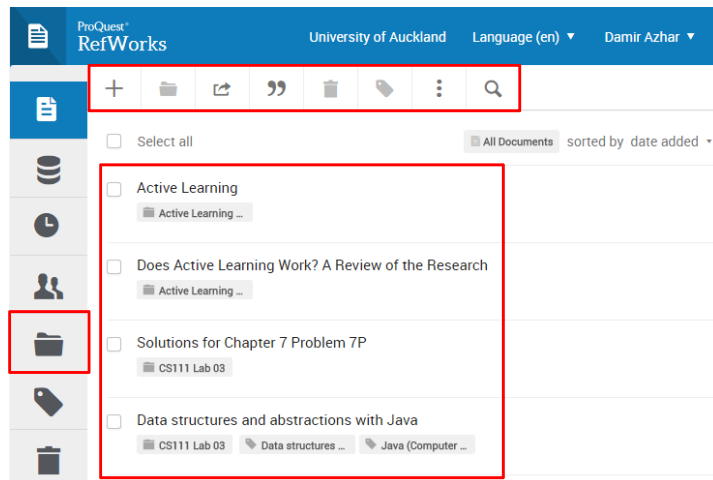 ProQuest®
RefWorks
University of Auckland Language (en) ▼ Damir Azhar ▼
Select all
All Documents sorted by date added
Active Learning
Active Learning ...
Does Active Learning Work? A Review of the Research
Active Learning ...
Solutions for Chapter 7 Problem 7P
CS111 Lab 03
Data structures and abstractions with Java
CS111 Lab 03 Data structures ... Java (Computer ...